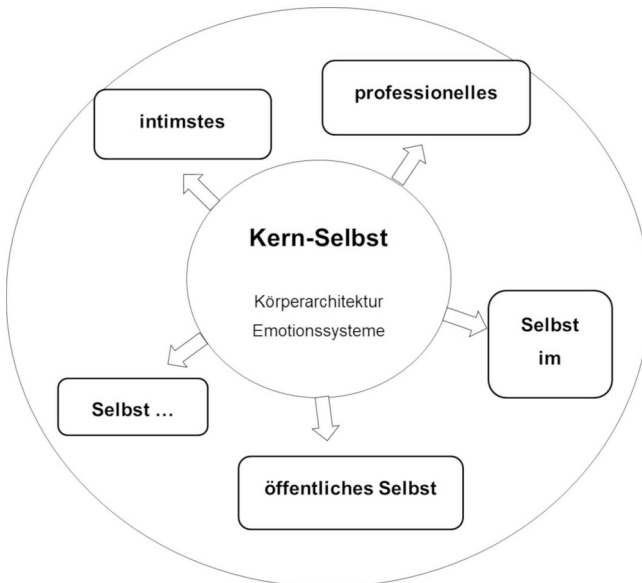 intimstes
professionelles
Kern-Selbst
Körperarchitektur
Emotionssysteme
Selbst
im
Selbst …
öffentliches Selbst